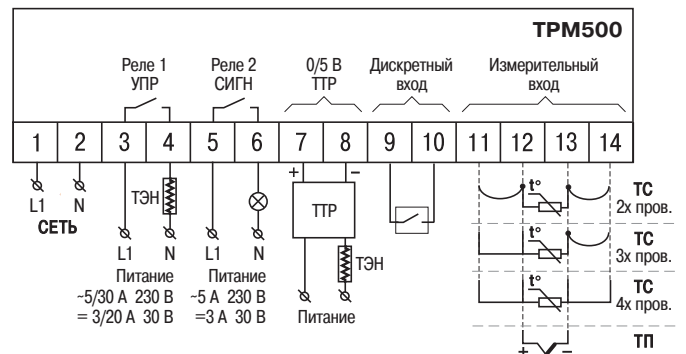 ТРМ500
Реле 1
УПР
Реле 2
СИГН
0/5 В
ТТР
Дискретный
вход
Измерительный
вход
1 2 3 4 5 6 7 8 9 10 11 12 13 14
L1 N
СЕТЬ
ТЭН
L1 N
Питание
~5/30 А 230 В
= 3/20 А 30 В
L1 N
Питание
~5 А 230 В
=3 А 30 В
+ −
ТТР
ТЭН
Питание
t°
ТС
2х пров.
t°
ТС
3х пров.
t°
ТС
4х пров.
+ −
ТП